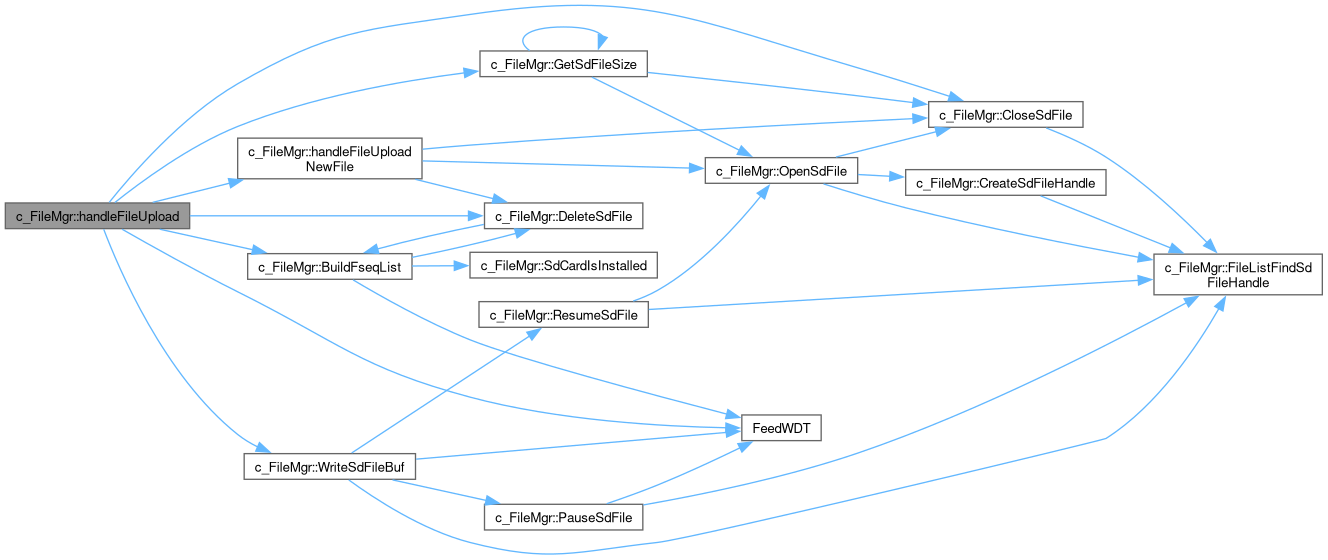 c_FileMgr::handleFileUpload
c_FileMgr::GetSdFileSize
c_FileMgr::handleFileUpload
NewFile
c_FileMgr::DeleteSdFile
c_FileMgr::BuildFseqList
c_FileMgr::SdCardIsInstalled
c_FileMgr::ResumeSdFile
c_FileMgr::WriteSdFileBuf
c_FileMgr::PauseSdFile
c_FileMgr::OpenSdFile
FeedWDT
c_FileMgr::CloseSdFile
c_FileMgr::CreateSdFileHandle
c_FileMgr::FileListFindSd
FileHandle